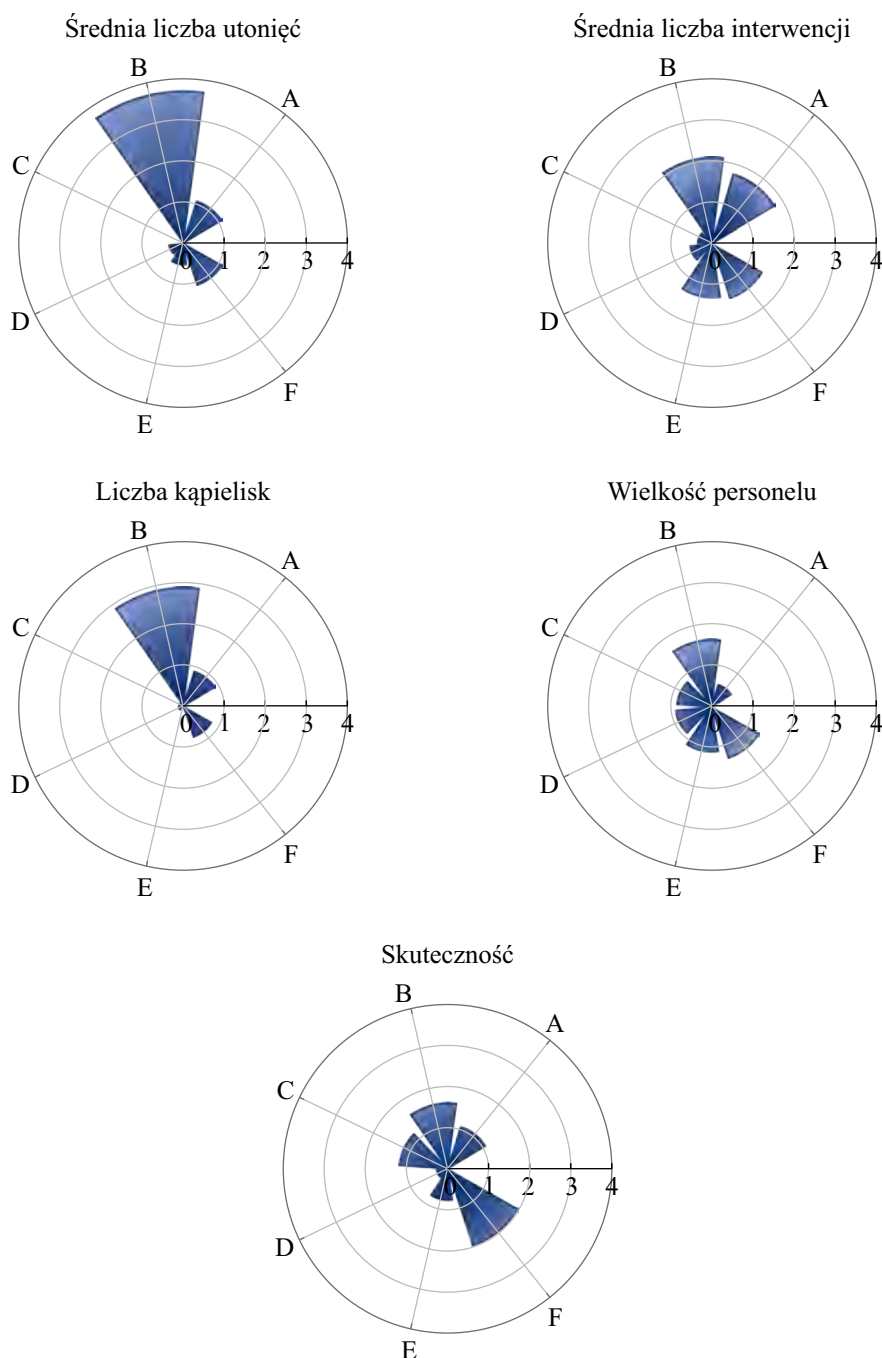 Średnia liczba utonięć
B
A
C
0 1 2 3 4
D
F
E
Średnia liczba interwencji
B
A
C
0 1 2 3 4
D
F
E
Liczba kąpielisk
B
A
C
0 1 2 3 4
D
F
E
Wielkość personelu
B
A
C
0 1 2 3 4
D
F
E
Skuteczność
B
A
C
0 1 2 3 4
D
F
E